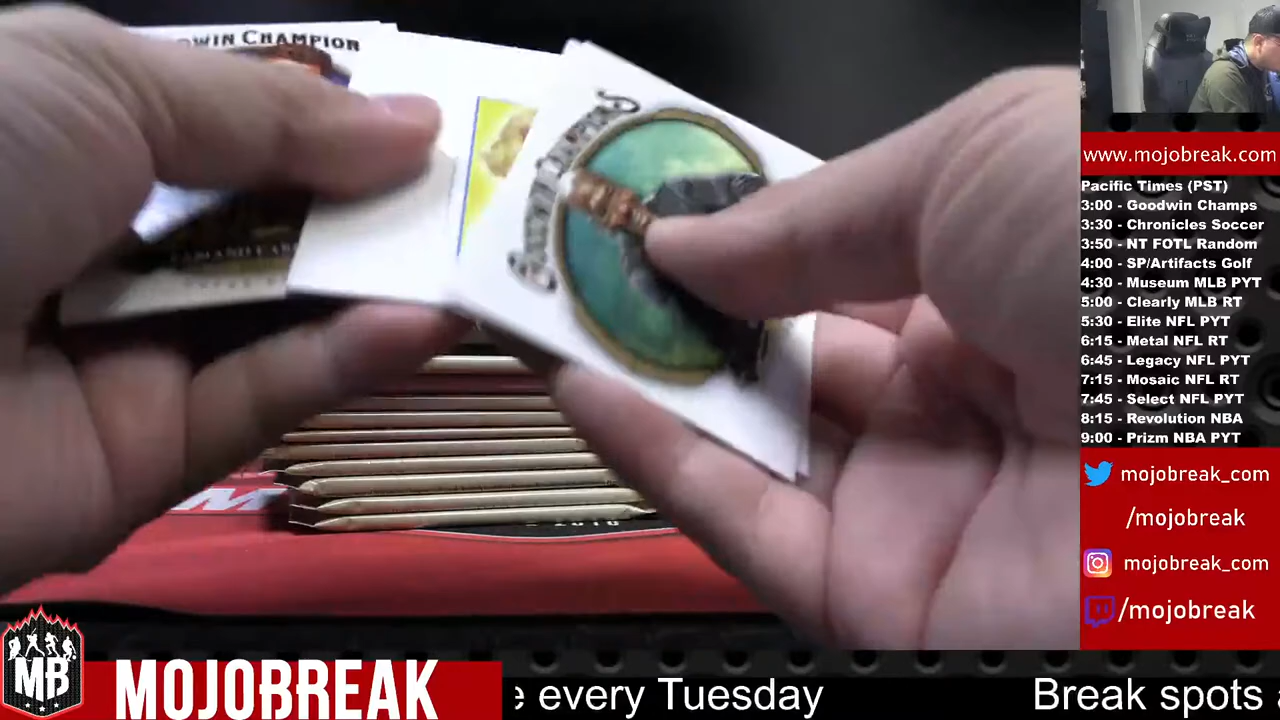 WIN CHAMPION
GOODWIN CHAMPIONS
www.mojobreak.com
Pacific Times (PST)
3:00 - Goodwin Champs
3:30 - Chronicles Soccer
3:50 - NT FOTL Random
4:00 - SP/Artifacts Golf
4:30 - Museum MLB PYT
5:00 - Clearly MLB RT
5:30 - Elite NFL PYT
6:15 - Metal NFL RT
6:45 - Legacy NFL PYT
7:15 - Mosaic NFL RT
7:45 - Select NFL PYT
8:15 - Revolution NBA
9:00 - Prizm NBA PYT
mojobreak_com
/mojobreak
mojobreak_com
/mojobreak
MB
MOJOBREAK
e every Tuesday
Break spots